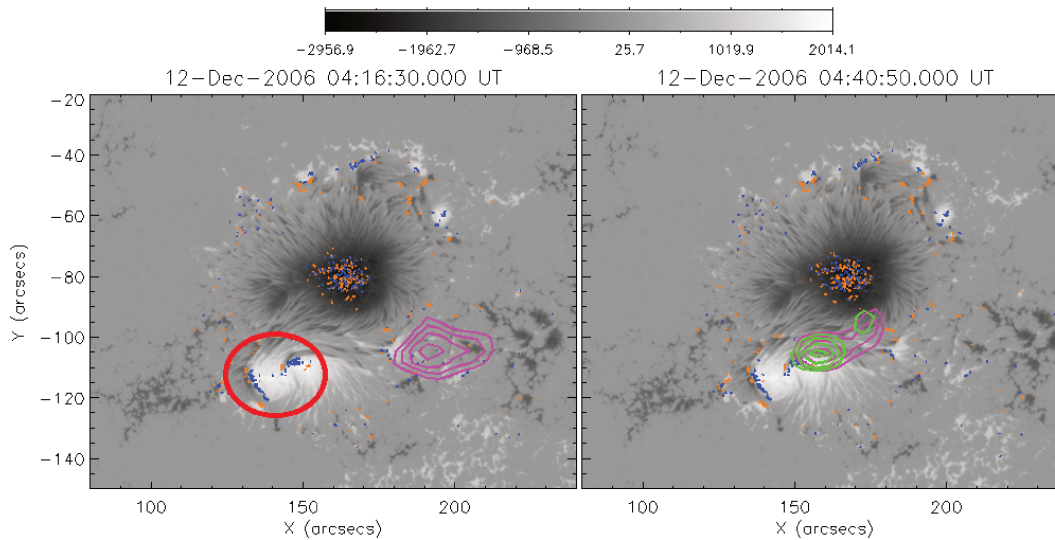 -2956.9 -1962.7 -968.5 25.7 1019.9 2014.1
12-Dec-2006 04:16:30.000 UT 12-Dec-2006 04:40:50.000 UT
-20
-40
-60
-80
-100
-120
-140
Y (arcsecs)
100 150 200 100 150 200
X (arcsecs) X (arcsecs)